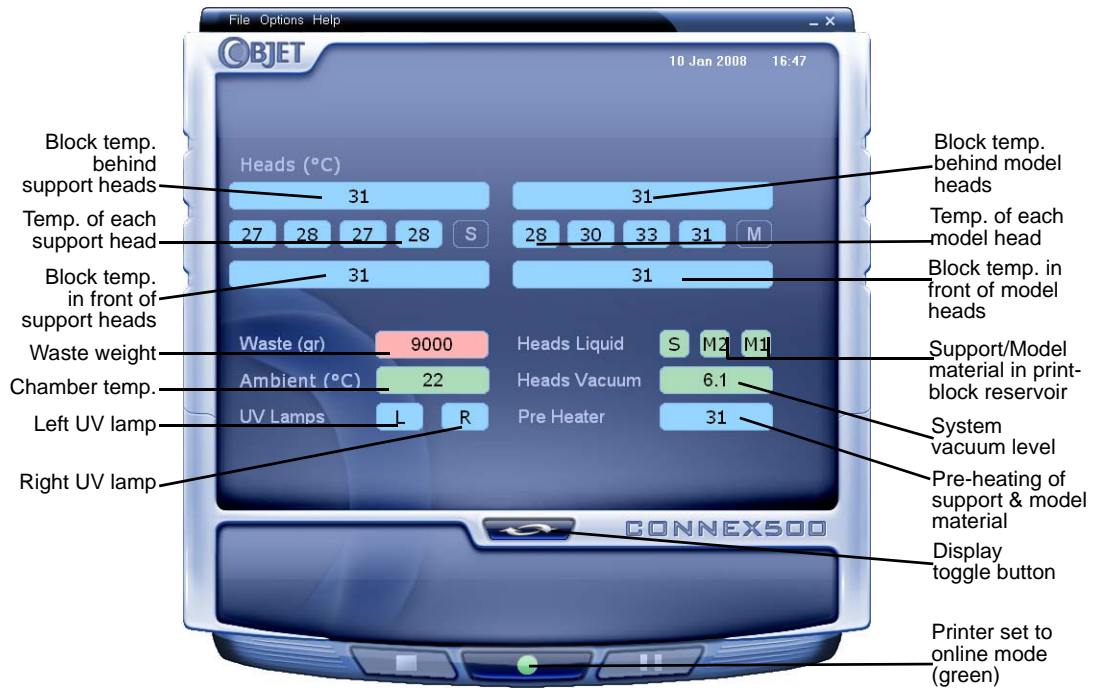 File Options Help
OBJET
10 Jan 2008 16:47
Block temp.
behind
support heads
Temp. of each
support head
Block temp.
in front of
support heads
Waste weight
Chamber temp.
Left UV lamp
Right UV lamp
Heads (°C)
31 31
27 28 27 28 S 28 30 33 31 M
31 31
Waste (gr) 9000 Heads Liquid S M2 M1
Ambient (°C) 22 Heads Vacuum 6.1
UV Lamps L R Pre Heater 31
CONNEX500
Block temp.
behind model
heads
Temp. of each
model head
Block temp. in
front of model
heads
Support/Model
material in print-
block reservoir
System
vacuum level
Pre-heating of
support & model
material
Display
toggle button
Printer set to
online mode
(green)